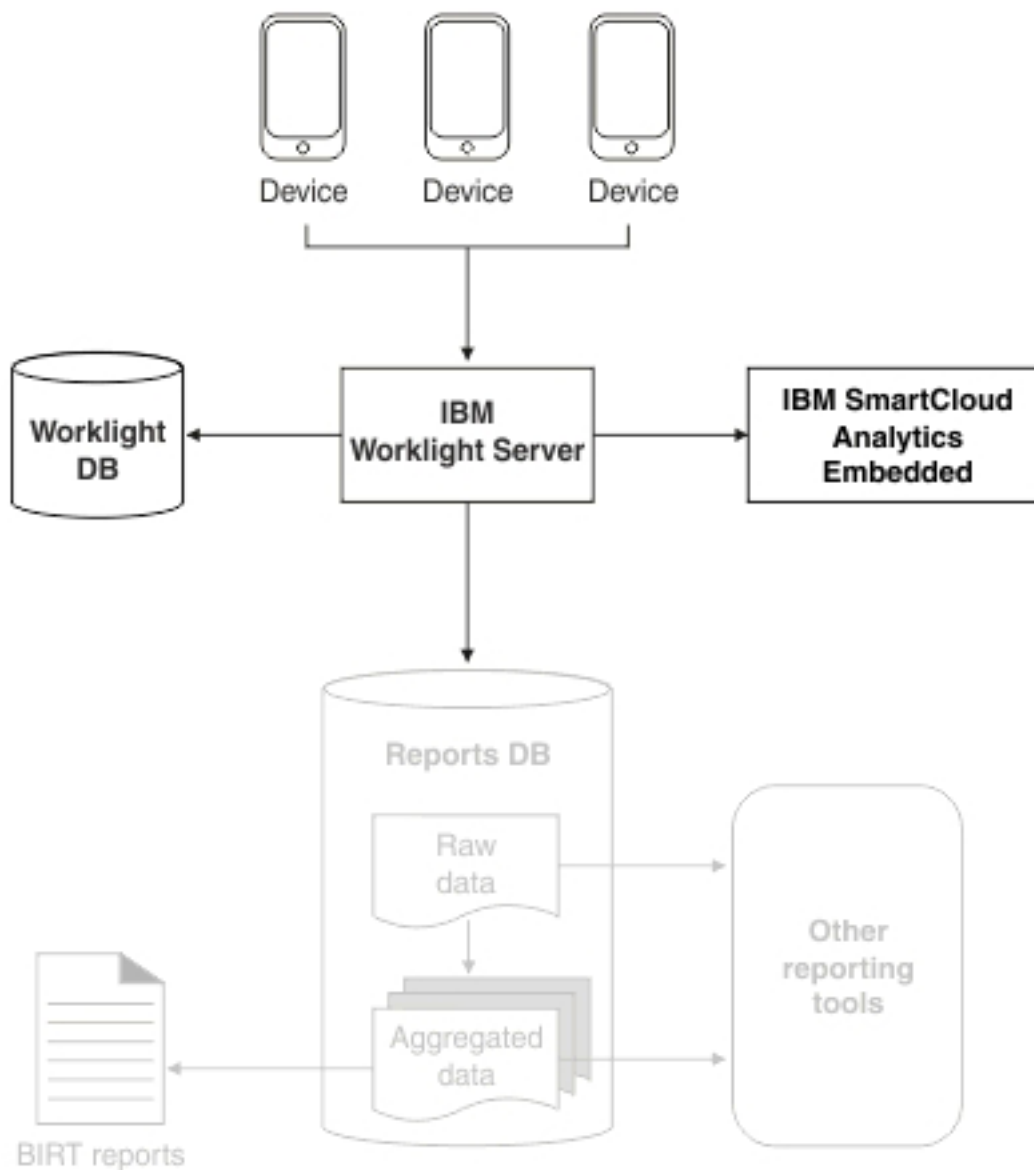 Device
Device
Device
Worklight
DB
IBM
Worklight Server
IBM SmartCloud
Analytics
Embedded
Reports DB
Raw
data
Other
reporting
tools
Aggregated
data
BIRT reports